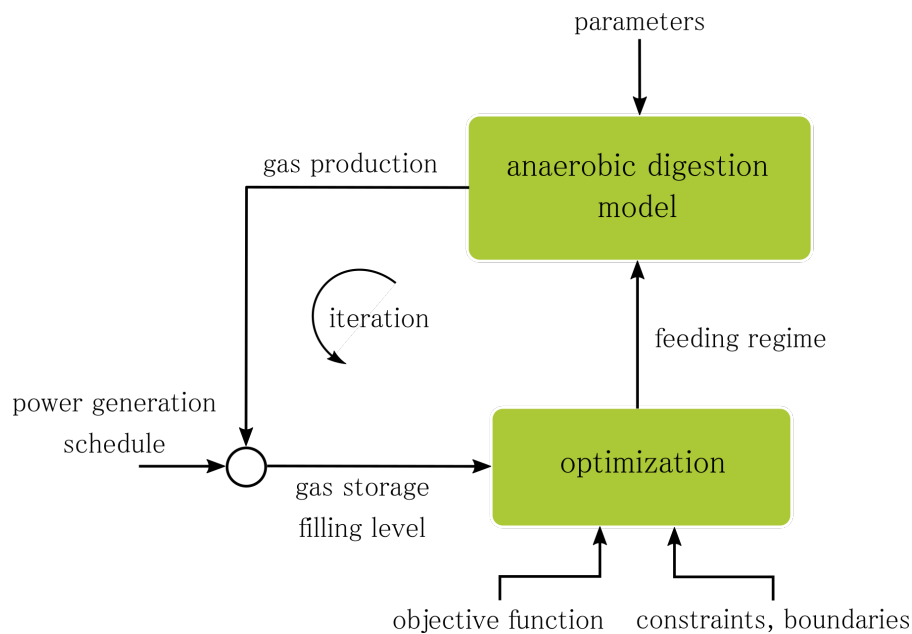 parameters
anaerobic digestion
model
gas production
iteration
feeding regime
power generation
schedule
optimization
gas storage
filling level
objective function
constraints, boundaries